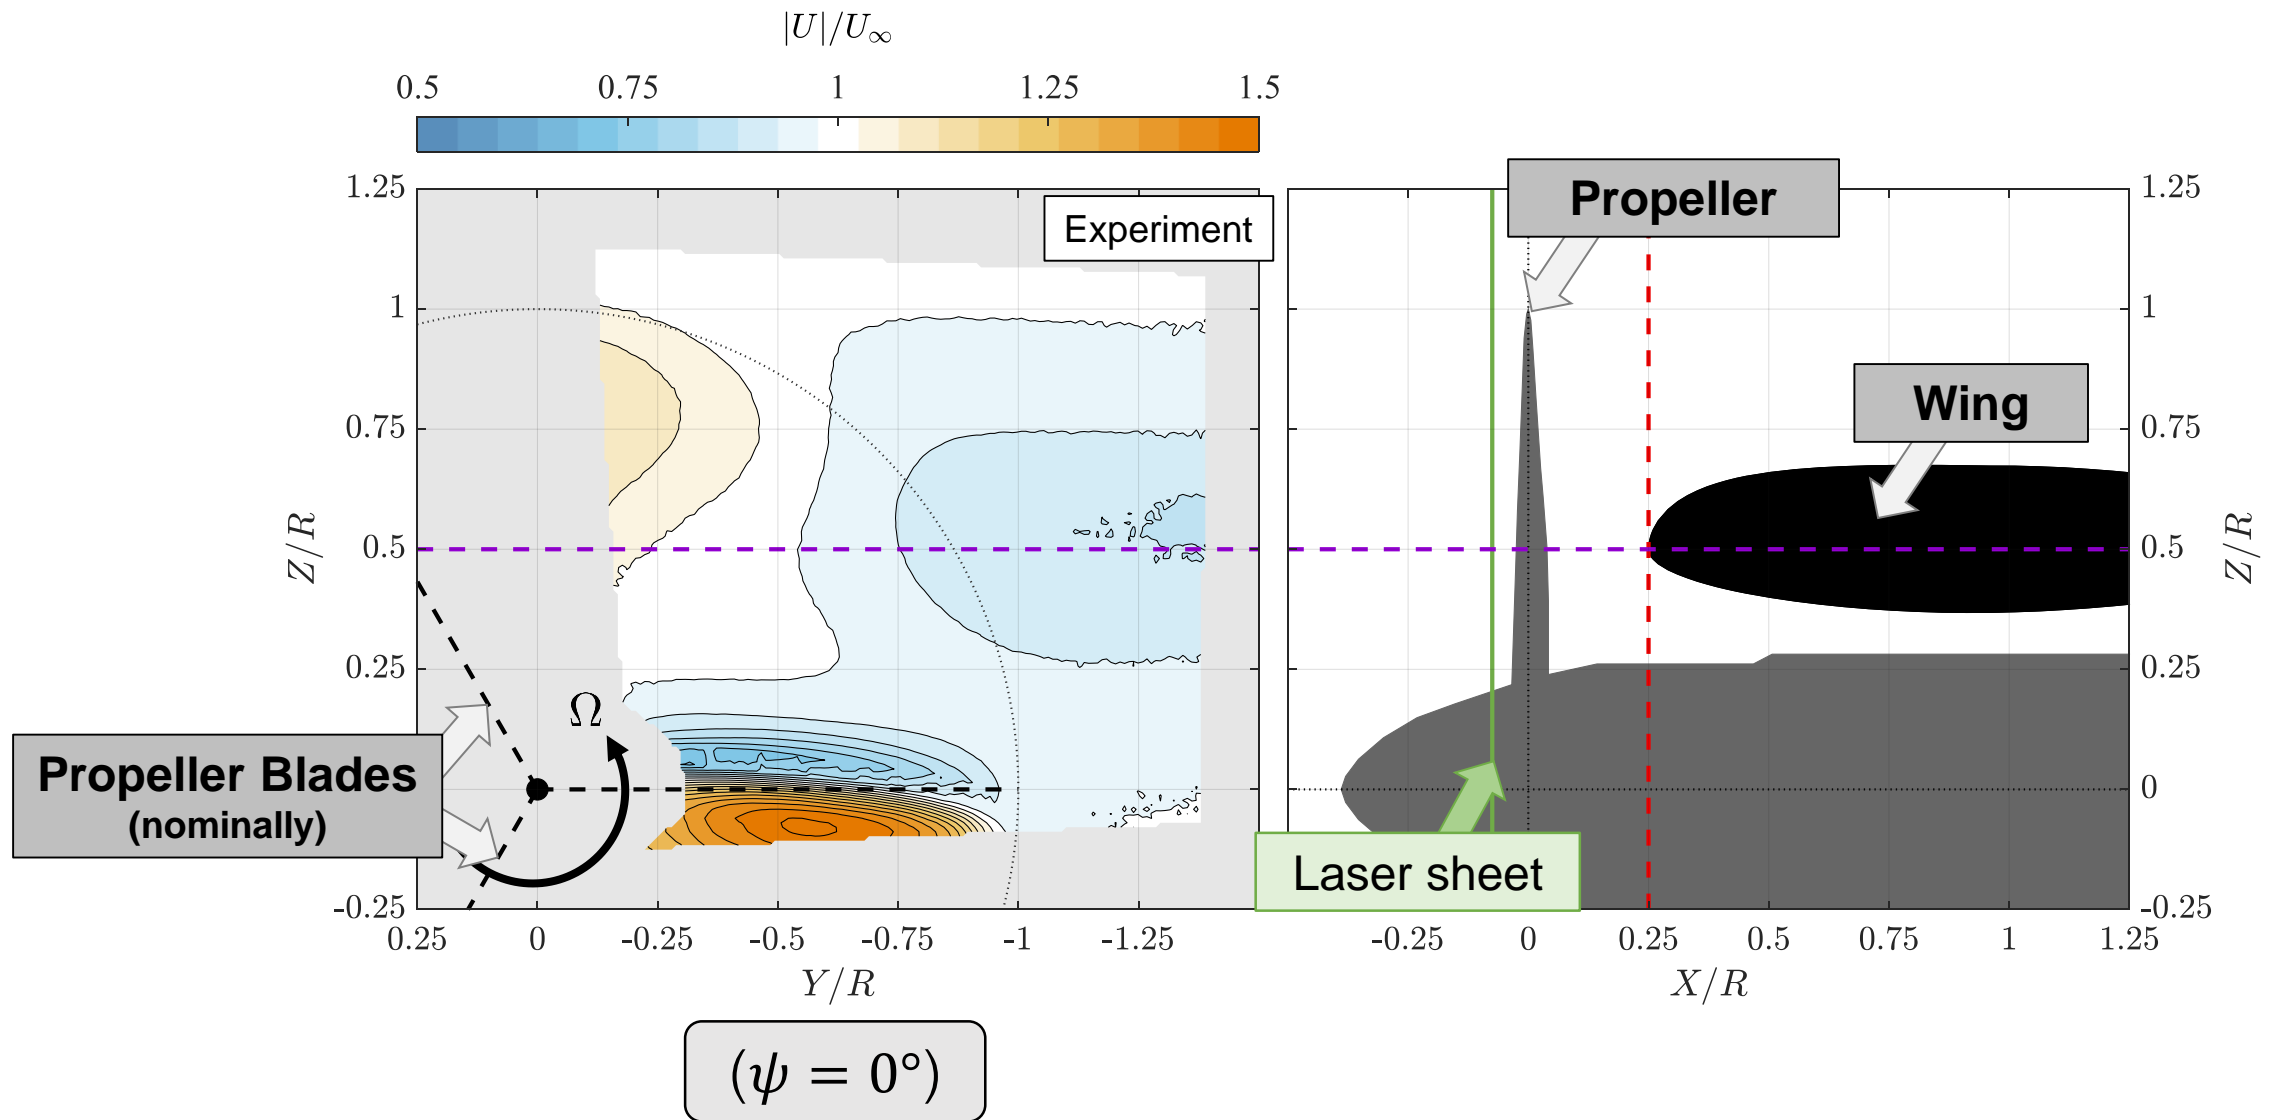 |U|/U∞
0.5 0.75 1 1.25 1.5
Experiment
Propeller
Wing
1.25
1
0.75
0.5
0.25
-0.25
Z/R
Ω
Propeller Blades
(nominally)
0.25 0 -0.25 -0.5 -0.75 -1 -1.25
Y/R
1.25
1
0.75
0.5
0.25
0
-0.25
Z/R
Laser sheet
-0.25 0 0.25 0.5 0.75 1 1.25
X/R
(ψ = 0°)